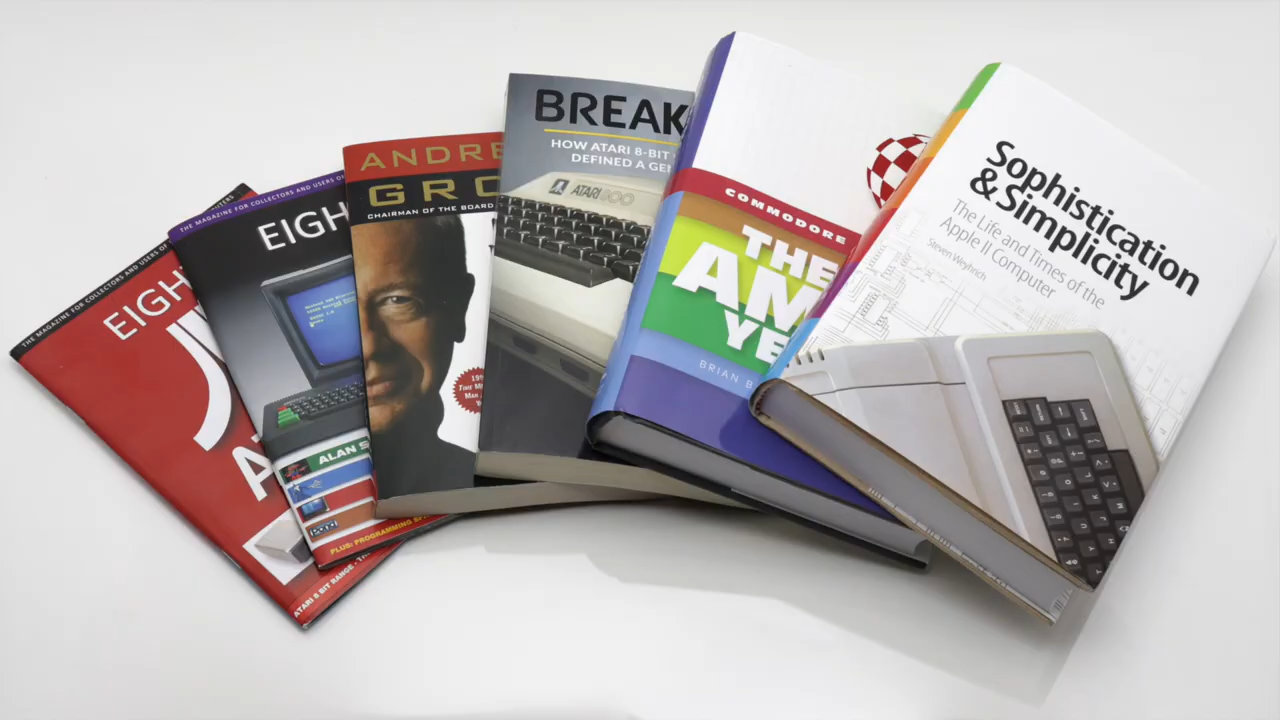 THE MAGAZINE FOR COLLECTORS AND USERS OF
EIGH
ATARI 8 BIT RANGE
THE MAGAZINE FOR COLLECTORS AND USERS OF
EIGH
ALAN S
PLUS: PROGRAMMING
ANDRE
GRO
CHAIRMAN OF THE BOARD
BREAK
HOW ATARI 8-BIT
DEFINED A GE
ATARI 800
COMMODORE
THE
AM
YE
BRIAN B
Sophistication
&Simplicity
The Life and Times of the
Apple II Computer
Steven Weyhrich